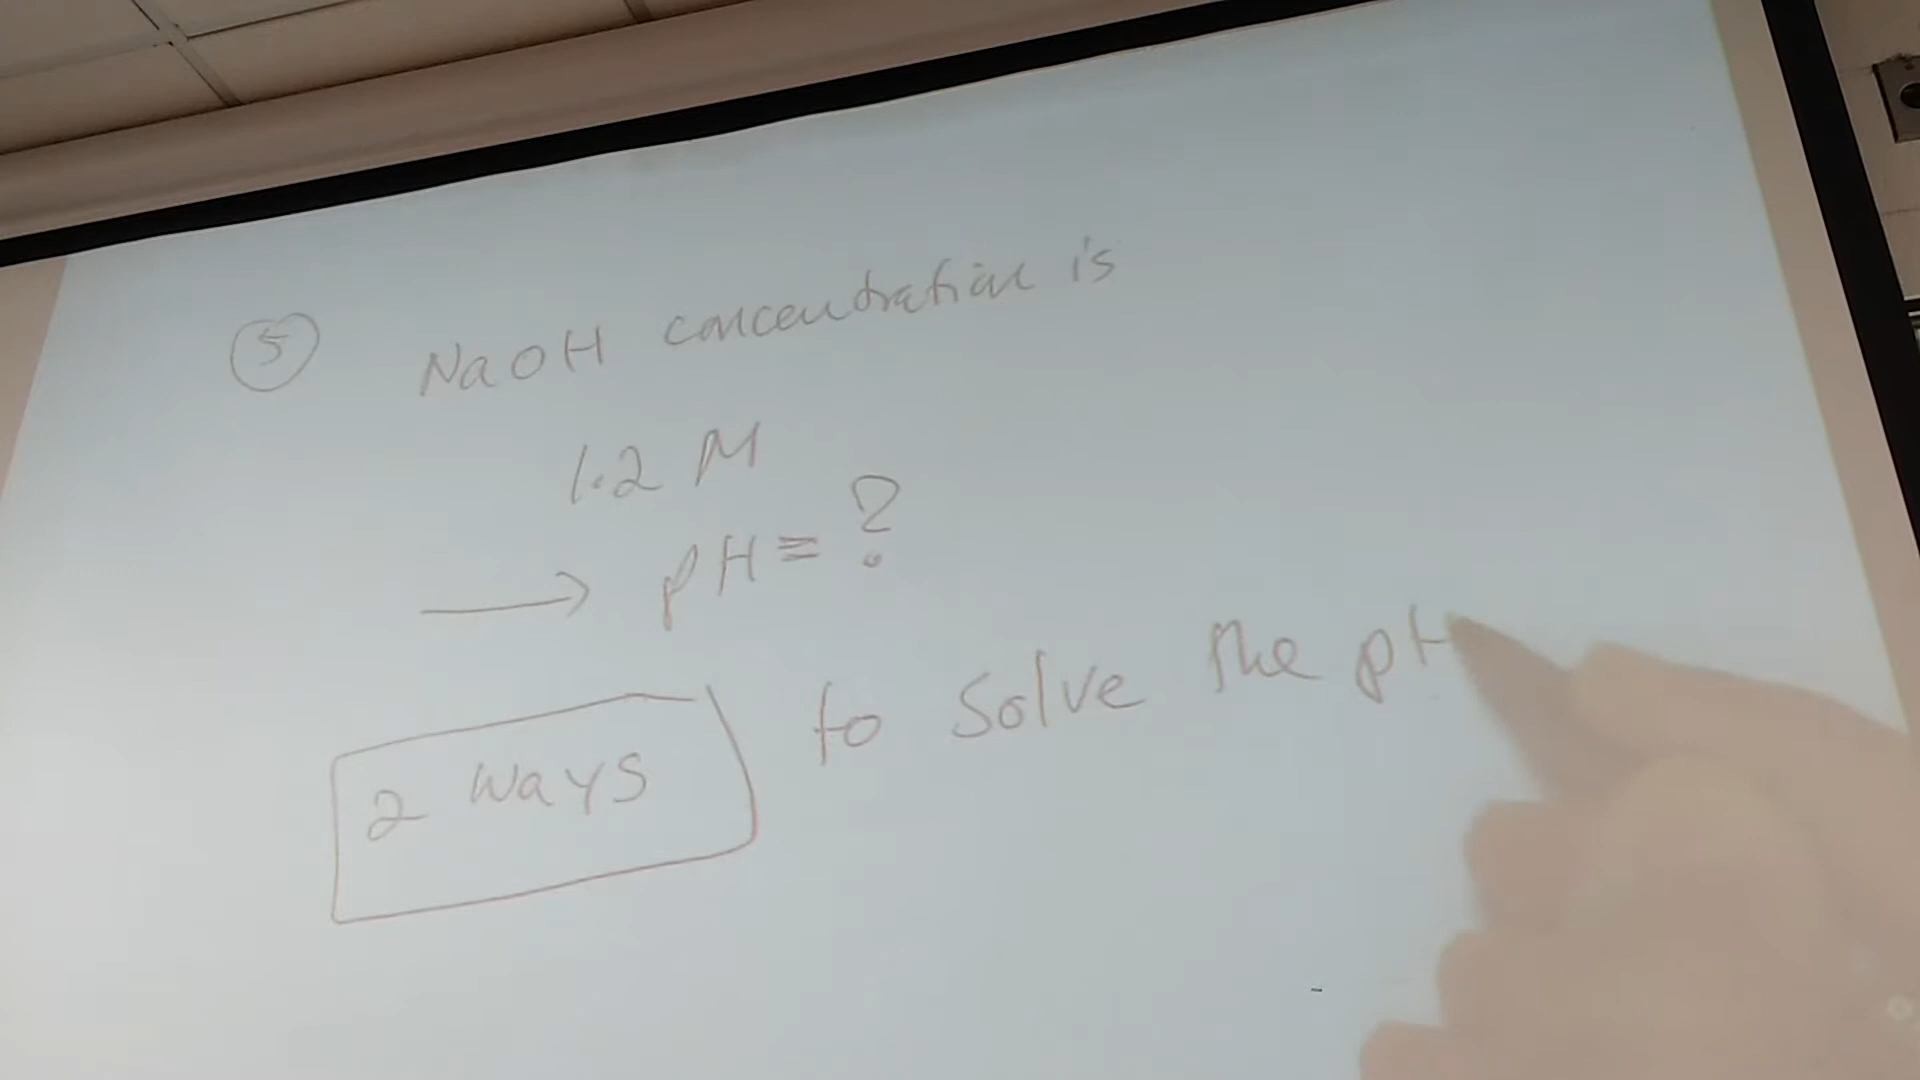 5 NaOH concentration is
1.2 M
→ pH = ?
2 ways to solve the pH